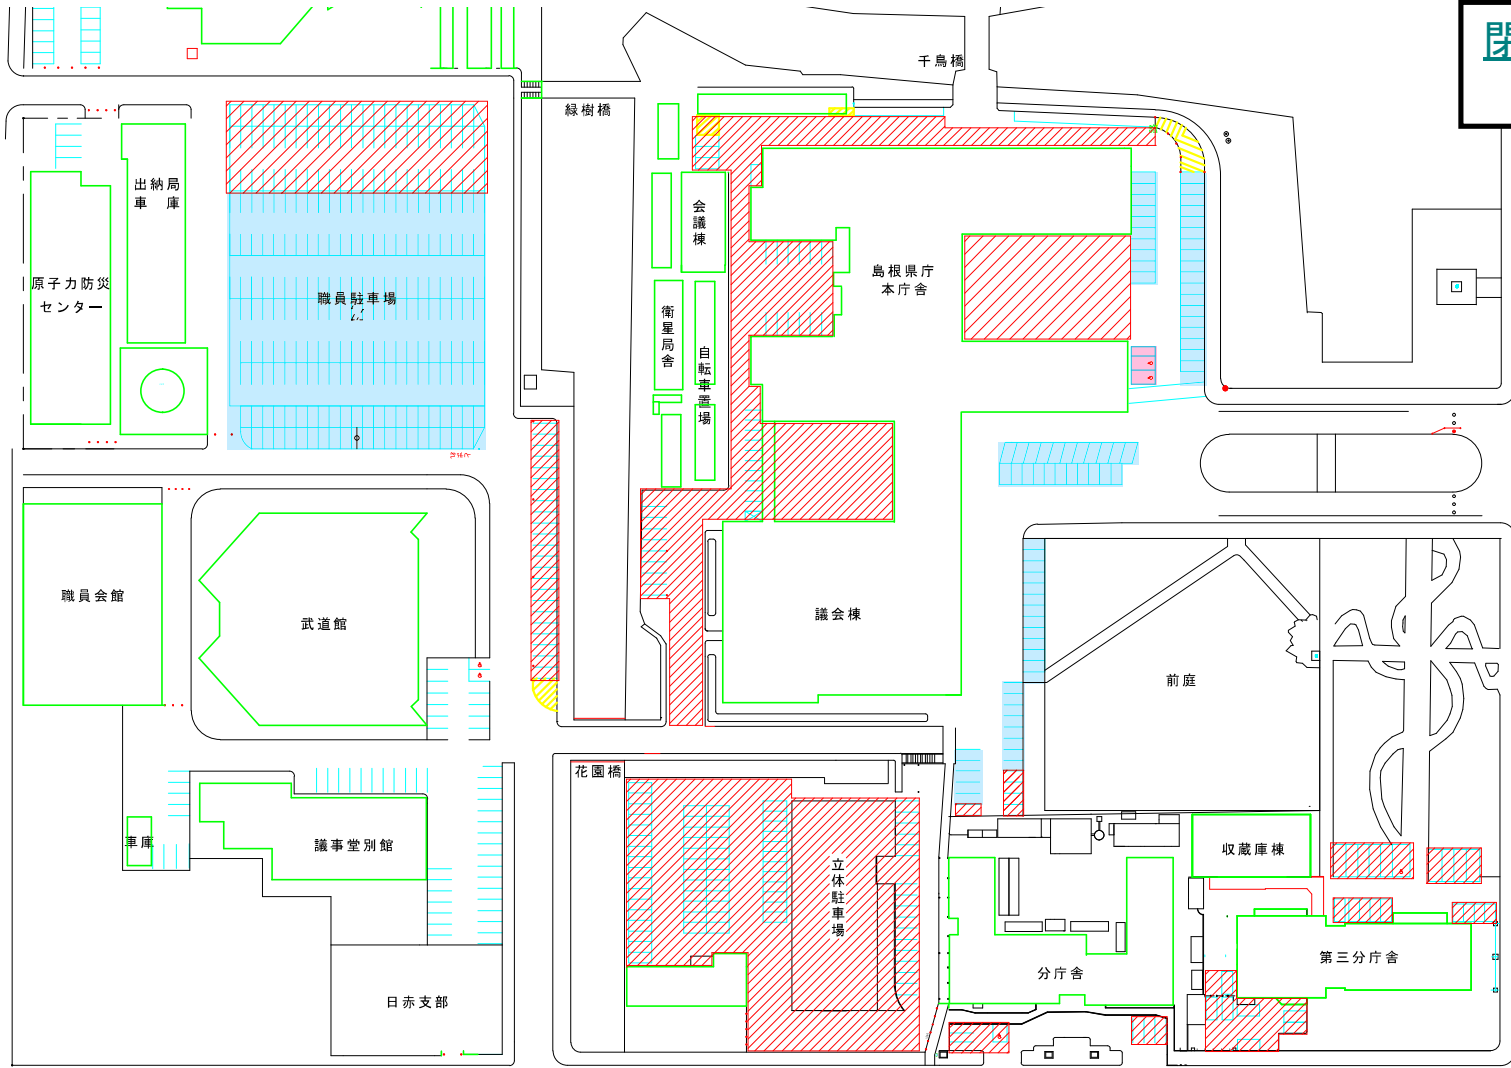 閉
千鳥橋
緑樹橋
出納局
車　庫
会議棟
原子力防災
センター
職員駐車場
島根県庁
本庁舎
衛星局舎
自転車置場
職員会館
武道館
議会棟
前庭
花園橋
車庫
議事堂別館
立体駐車場
収蔵庫棟
分庁舎
第三分庁舎
日赤支部